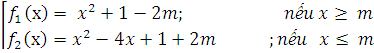 f₁(x) = x² + 1 − 2m; nếu x ≥ m
f₂(x) = x² − 4x + 1 + 2m ; nếu x ≤ m